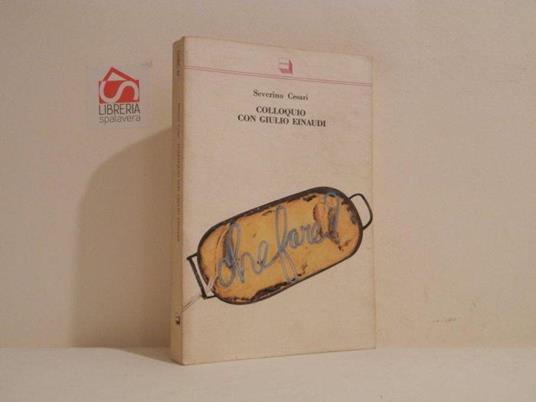 LIBRERIA
spalavera
Severino Cesari
COLLOQUIO
CON GIULIO EINAUDI
che fare?